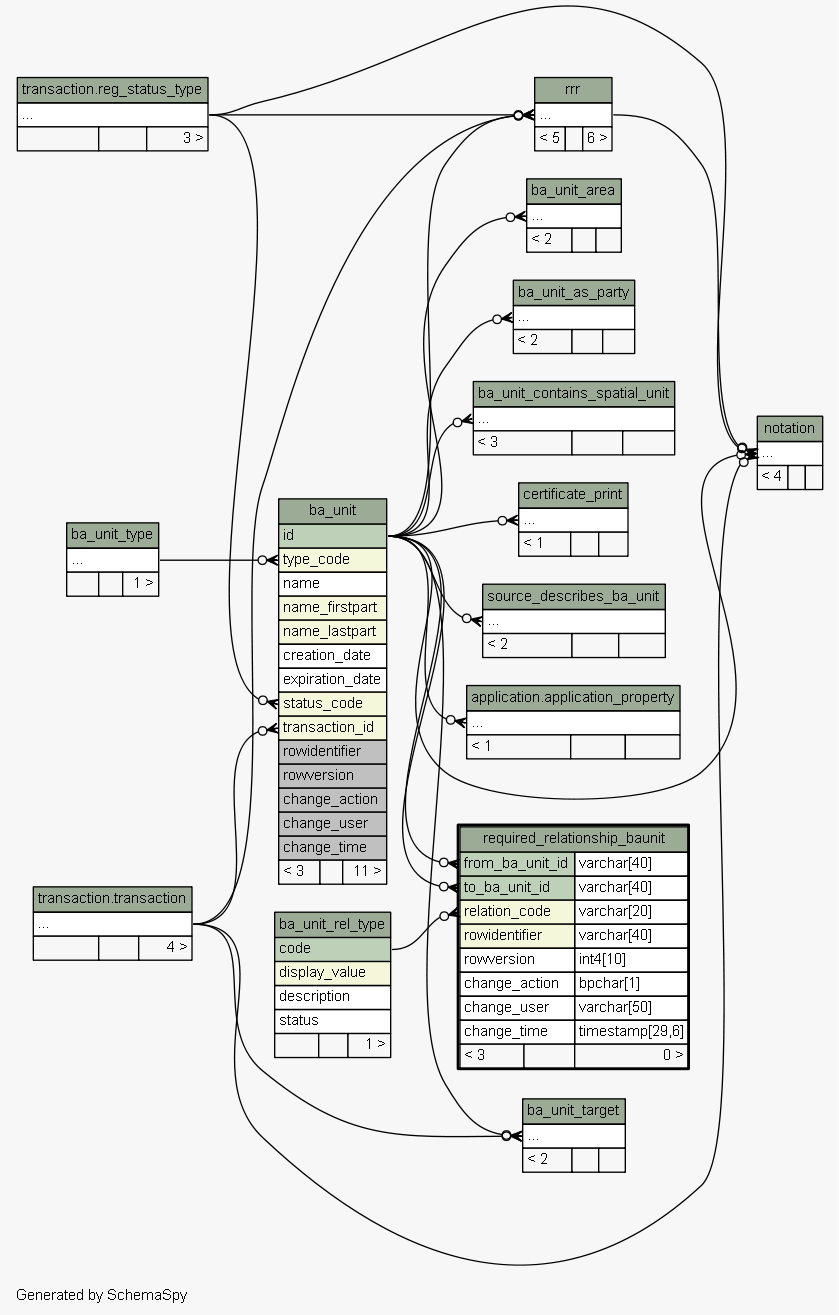 transaction.reg_status_type
...
3 >
rrr
...
< 5 6 >
ba_unit_area
...
< 2
ba_unit_as_party
...
< 2
ba_unit_contains_spatial_unit
...
< 3
notation
...
< 4
certificate_print
...
< 1
ba_unit_type
...
1 >
ba_unit
id
type_code
name
name_firstpart
name_lastpart
creation_date
expiration_date
status_code
transaction_id
rowidentifier
rowversion
change_action
change_user
change_time
< 3 11 >
source_describes_ba_unit
...
< 2
application.application_property
...
< 1
required_relationship_baunit
from_ba_unit_id varchar[40]
to_ba_unit_id varchar[40]
relation_code varchar[20]
rowidentifier varchar[40]
rowversion int4[10]
change_action bpchar[1]
change_user varchar[50]
change_time timestamp[29,6]
< 3 0 >
transaction.transaction
...
4 >
ba_unit_rel_type
code
display_value
description
status
1 >
ba_unit_target
...
< 2
Generated by SchemaSpy